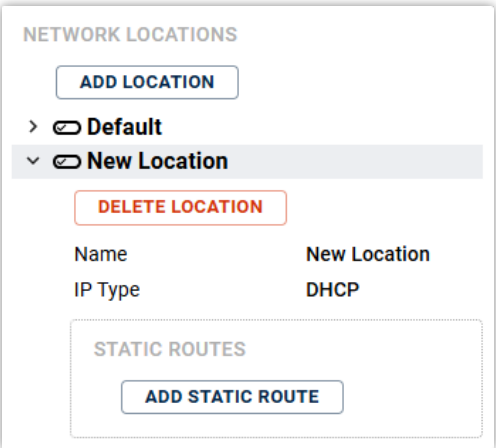 NETWORK LOCATIONS
ADD LOCATION
Default
New Location
DELETE LOCATION
Name New Location
IP Type DHCP
STATIC ROUTES
ADD STATIC ROUTE